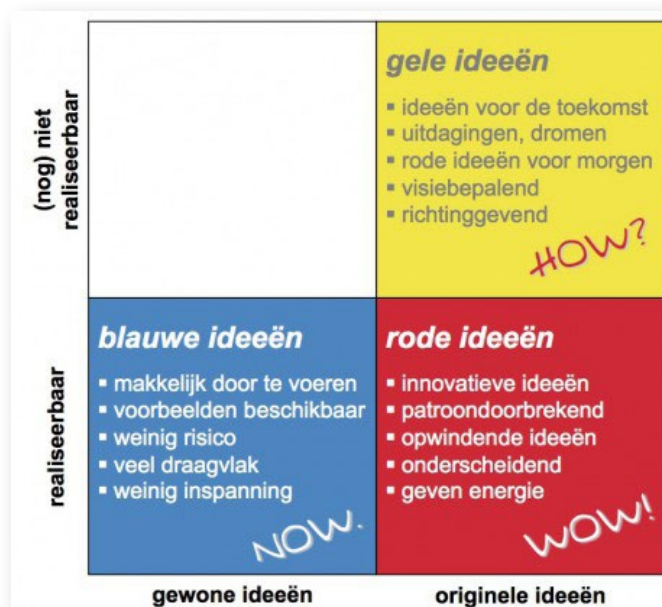 (nog) niet
realiseerbaar
gele ideeën
▪ ideeën voor de toekomst
▪ uitdagingen, dromen
▪ rode ideeën voor morgen
▪ visiebepalend
▪ richtinggevend
HOW?
realiseerbaar
blauwe ideeën
▪ makkelijk door te voeren
▪ voorbeelden beschikbaar
▪ weinig risico
▪ veel draagvlak
▪ weinig inspanning
NOW.
rode ideeën
▪ innovatieve ideeën
▪ patroondoorbrekend
▪ opwindende ideeën
▪ onderscheidend
▪ geven energie
WOW!
gewone ideeën
originele ideeën